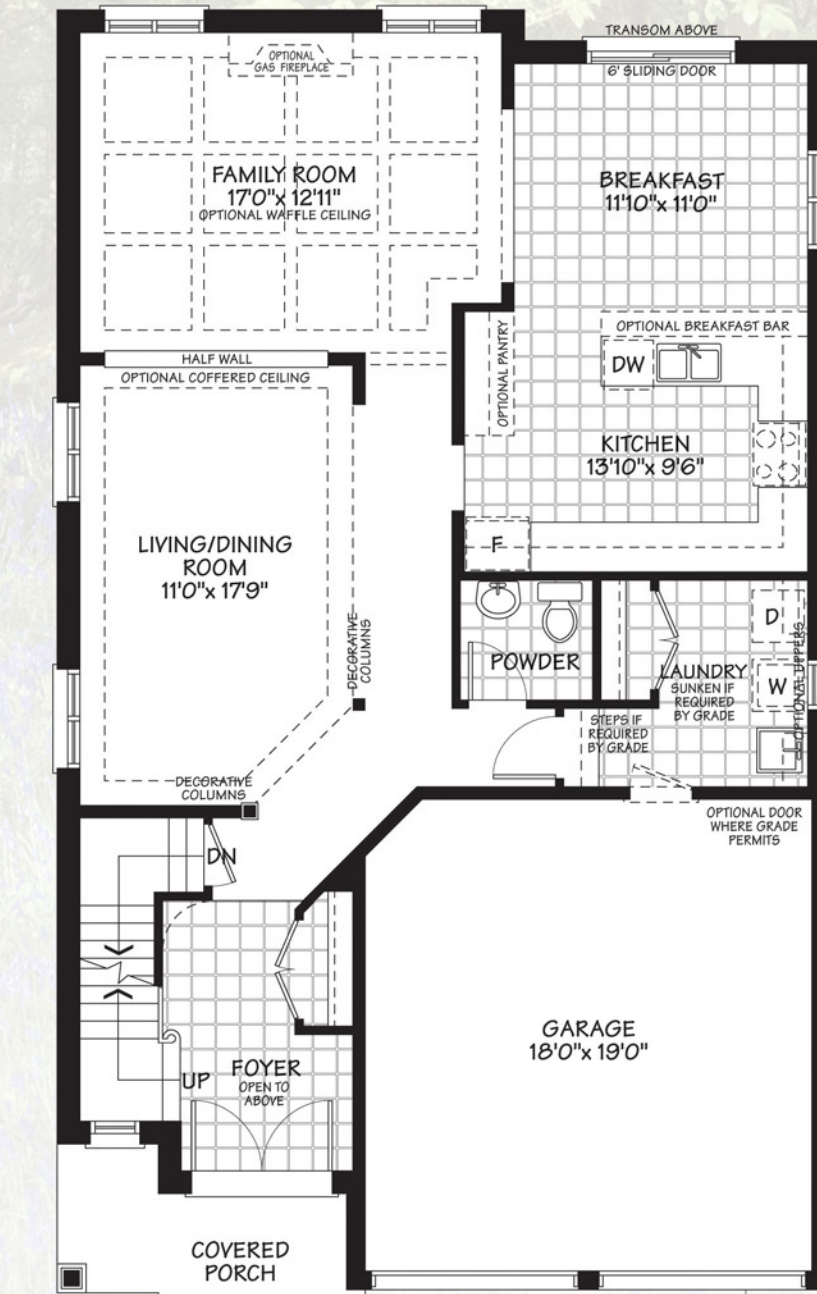 TRANSOM ABOVE
6' SLIDING DOOR
OPTIONAL
GAS FIREPLACE
FAMILY ROOM
17'0"x 12'11"
OPTIONAL WAFFLE CEILING
BREAKFAST
11'10"x 11'0"
OPTIONAL BREAKFAST BAR
OPTIONAL PANTRY
DW
HALF WALL
OPTIONAL COFFERED CEILING
KITCHEN
13'10"x 9'6"
F
LIVING/DINING
ROOM
11'0"x 17'9"
DECORATIVE
COLUMNS
POWDER
D
LAUNDRY
SUNKEN IF
REQUIRED
BY GRADE
W
OPTIONAL UPPERS
STEPS IF
REQUIRED
BY GRADE
DECORATIVE
COLUMNS
OPTIONAL DOOR
WHERE GRADE
PERMITS
DN
GARAGE
18'0"x 19'0"
UP
FOYER
OPEN TO
ABOVE
COVERED
PORCH